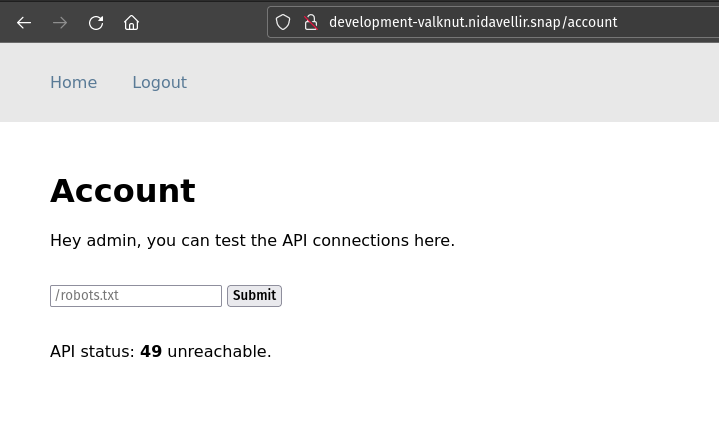 development-valknut.nidavellir.snap/account
Home Logout
Account
Hey admin, you can test the API connections here.
/robots.txt Submit
API status: 49 unreachable.